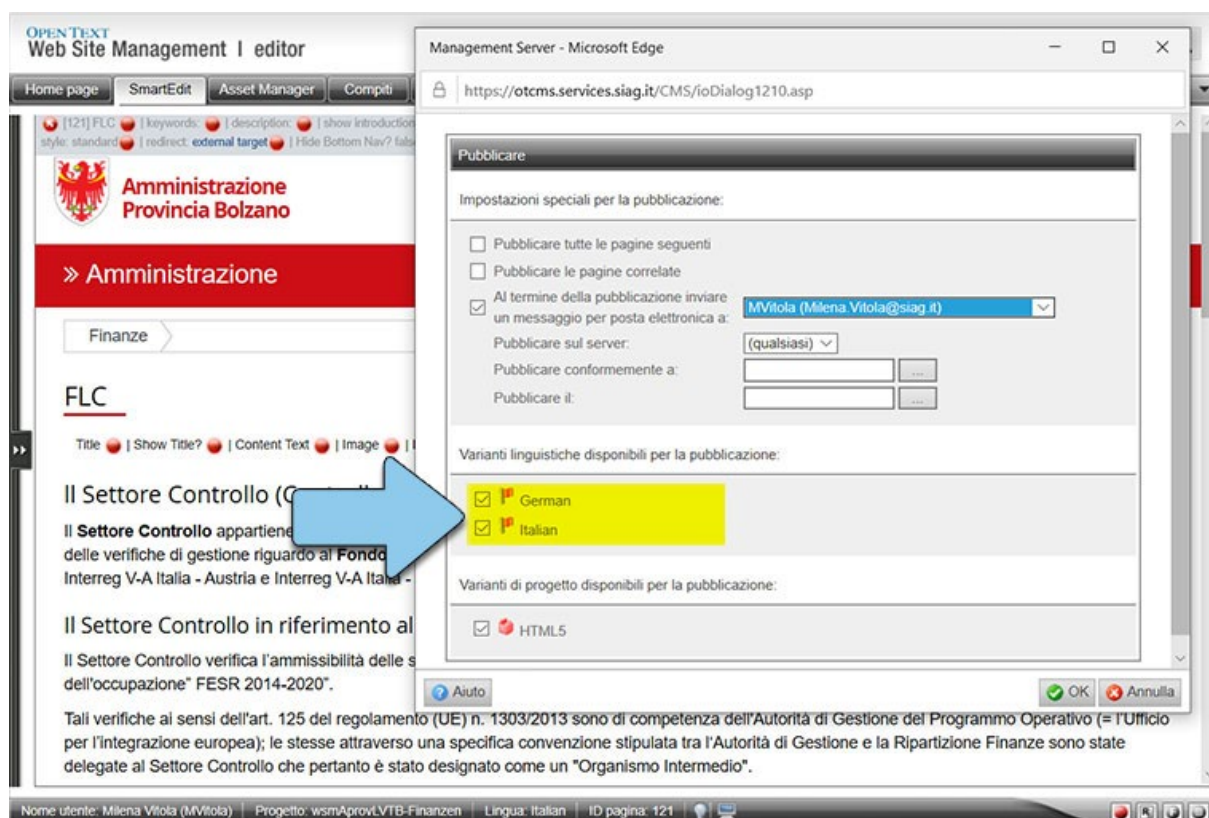 OPEN TEXT
Web Site Management | editor
Home page SmartEdit Asset Manager Compiti
[121] FLC | keywords: | description: | show introduction
style: standard | redirect: external target | Hide Bottom Nav? fals
Amministrazione
Provincia Bolzano
» Amministrazione
Finanze
FLC
Title | Show Title? | Content Text | Image |
Il Settore Controllo (C
Il Settore Controllo appartiene
delle verifiche di gestione riguardo al Fondo
Interreg V-A Italia - Austria e Interreg V-A Italia -
Il Settore Controllo in riferimento al
Il Settore Controllo verifica l'ammissibilità delle s
dell'occupazione" FESR 2014-2020".
Tali verifiche ai sensi dell'art. 125 del regolamento (UE) n. 1303/2013 sono di competenza dell'Autorità di Gestione del Programmo Operativo (= l'Ufficio
per l'integrazione europea); le stesse attraverso una specifica convenzione stipulata tra l'Autorità di Gestione e la Ripartizione Finanze sono state
delegate al Settore Controllo che pertanto è stato designato come un "Organismo Intermedio".
Management Server - Microsoft Edge
https://otcms.services.siag.it/CMS/ioDialog1210.asp
Pubblicare
Impostazioni speciali per la pubblicazione:
Pubblicare tutte le pagine seguenti
Pubblicare le pagine correlate
Al termine della pubblicazione inviare
un messaggio per posta elettronica a: MVitola (Milena.Vitola@siag.it)
Pubblicare sul server: (qualsiasi)
Pubblicare conformemente a: ...
Pubblicare il: ...
Varianti linguistiche disponibili per la pubblicazione:
German
Italian
Varianti di progetto disponibili per la pubblicazione:
HTML5
Aiuto OK Annulla
Nome utente: Milena Vitola (MVitola) Progetto: wsmAprovLVTB-Finanzen Lingua: Italian ID pagina: 121